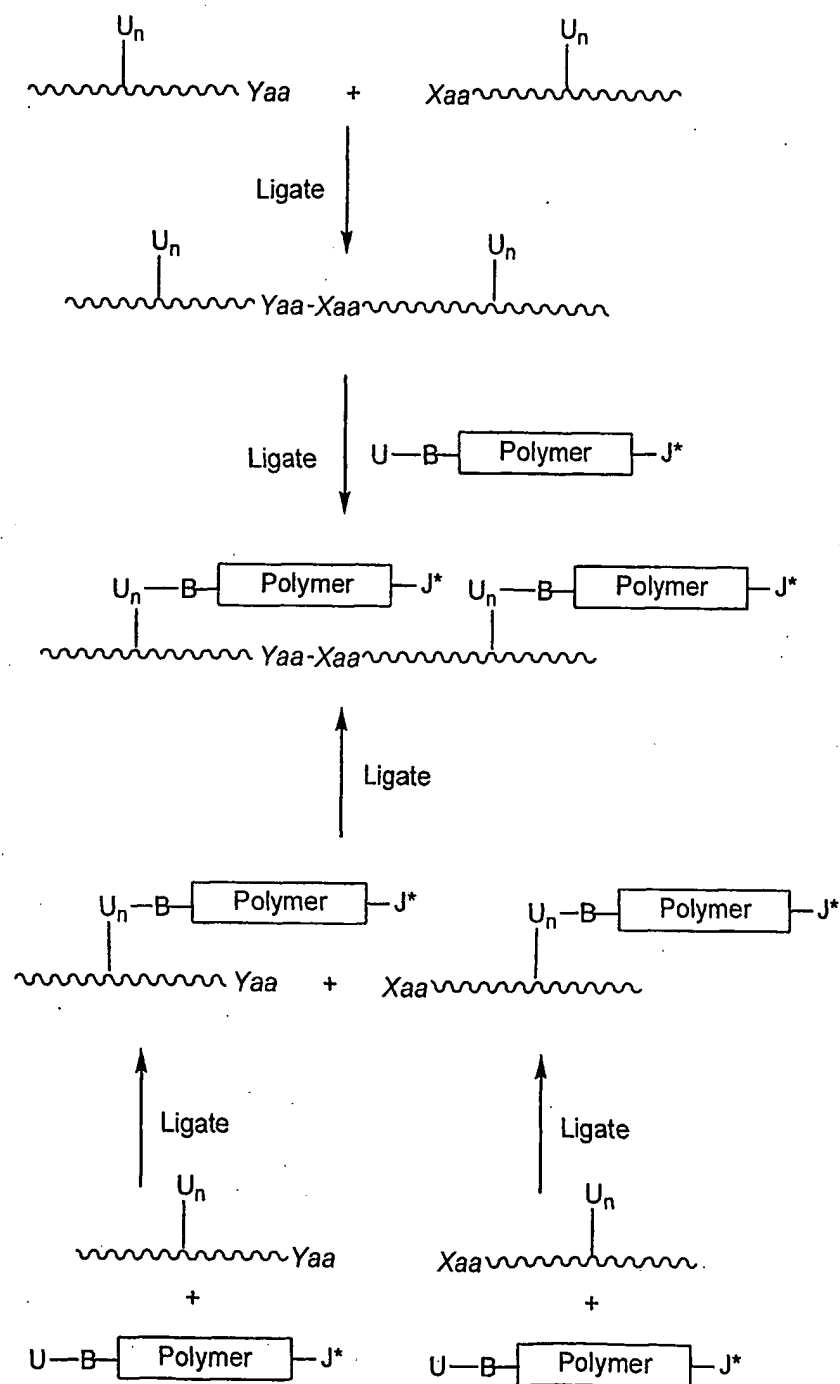 Un Un
Yaa + Xaa
Ligate
Un Un
Yaa-Xaa
Ligate U—B—Polymer—J*
Un—B—Polymer—J* Un—B—Polymer—J*
Yaa-Xaa
Ligate
Un—B—Polymer—J* Un—B—Polymer—J*
Yaa + Xaa
Ligate Ligate
Un Un
Yaa Xaa
+ +
U—B—Polymer—J* U—B—Polymer—J*